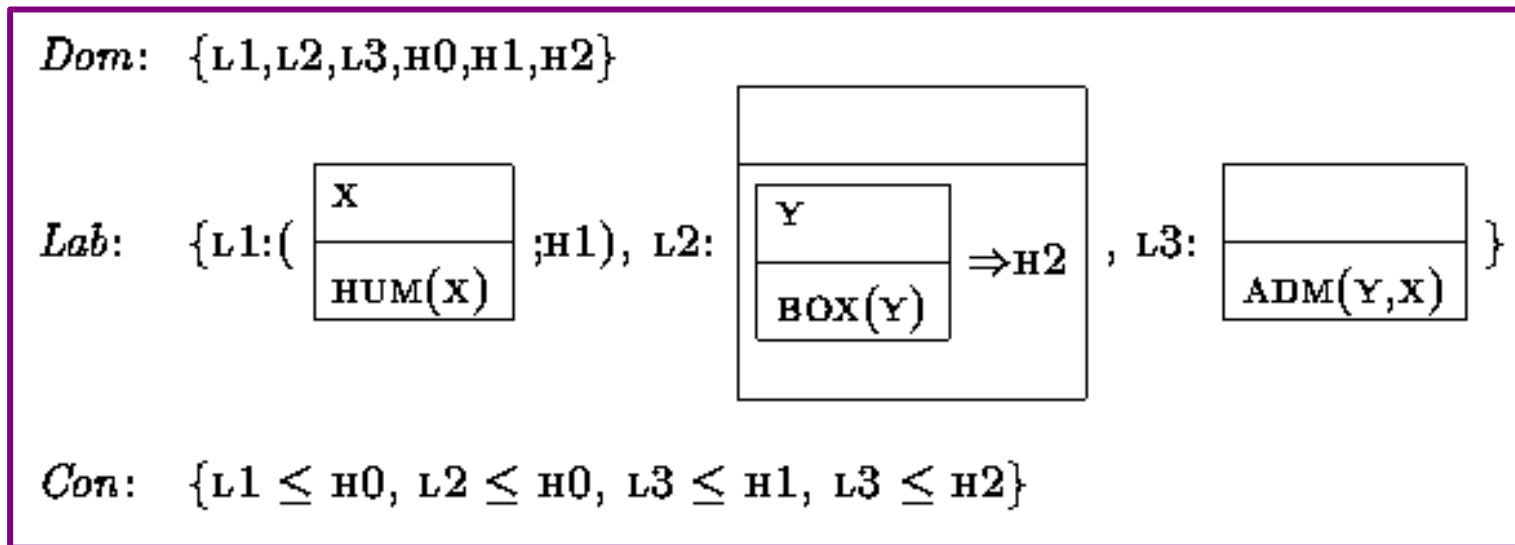 Dom: {L1,L2,L3,H0,H1,H2}
Lab: {L1:( X HUM(X) ;H1), L2: Y BOX(Y) ⇒H2 , L3: ADM(Y,X) }
Con: {L1 ≤ H0, L2 ≤ H0, L3 ≤ H1, L3 ≤ H2}